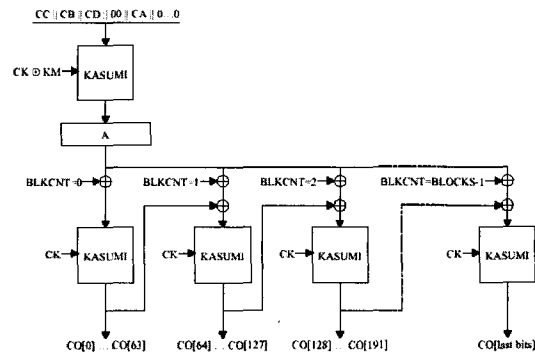 CC || CB || CD || 00 || CA || 0…0
CK ⊕ KM
KASUMI
A
BLKCNT=0
BLKCNT=1
BLKCNT=2
BLKCNT=BLOCKS-1
CK
KASUMI
CK
KASUMI
CK
KASUMI
CK
KASUMI
CO[0] … CO[63]
CO[64] … CO[127]
CO[128] … CO[191]
CO[last bits]